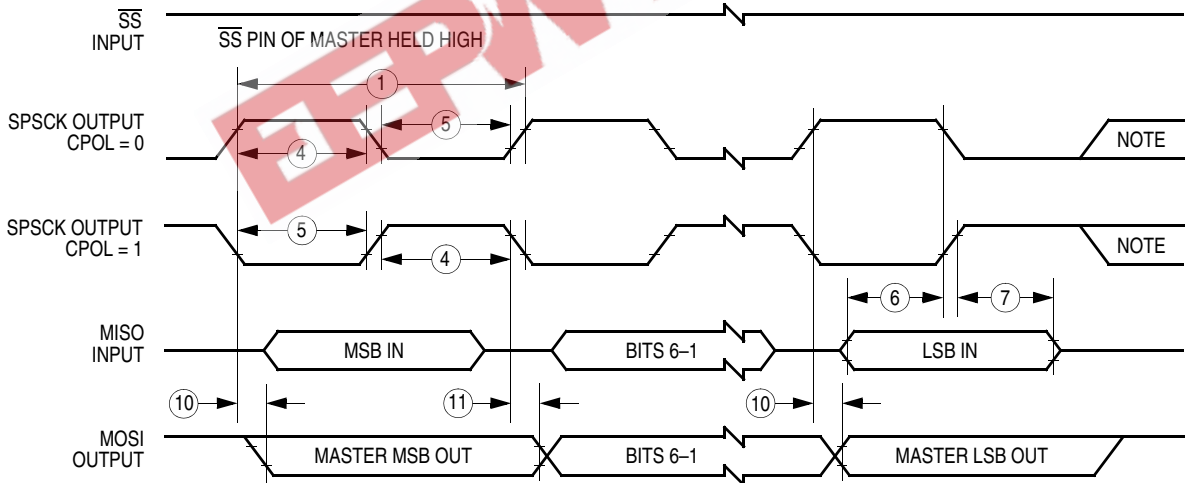 SS
INPUT
SS PIN OF MASTER HELD HIGH
1
SPSCK OUTPUT
CPOL = 0
5
4
NOTE
SPSCK OUTPUT
CPOL = 1
5
4
NOTE
6
7
MISO
INPUT
MSB IN
BITS 6–1
LSB IN
10
11
10
MOSI
OUTPUT
MASTER MSB OUT
BITS 6–1
MASTER LSB OUT